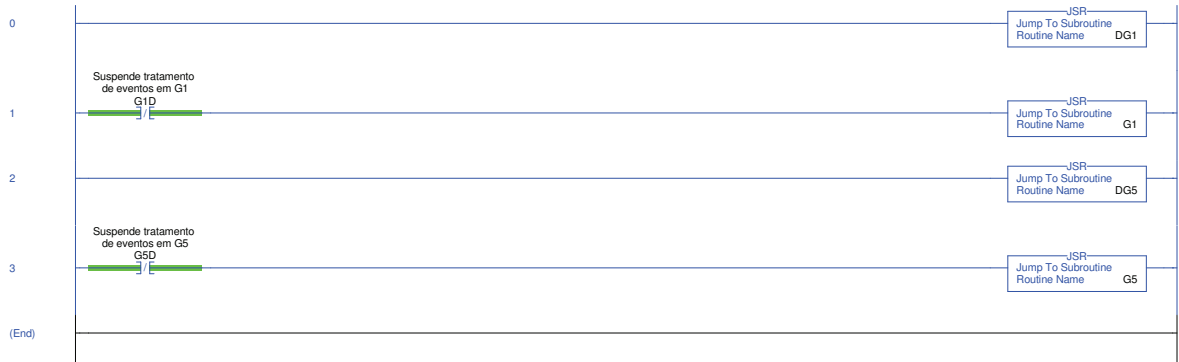 0
JSR
Jump To Subroutine
Routine Name DG1
Suspende tratamento
de eventos em G1
G1D
1
/
JSR
Jump To Subroutine
Routine Name G1
2
JSR
Jump To Subroutine
Routine Name DG5
Suspende tratamento
de eventos em G5
G5D
3
/
JSR
Jump To Subroutine
Routine Name G5
(End)